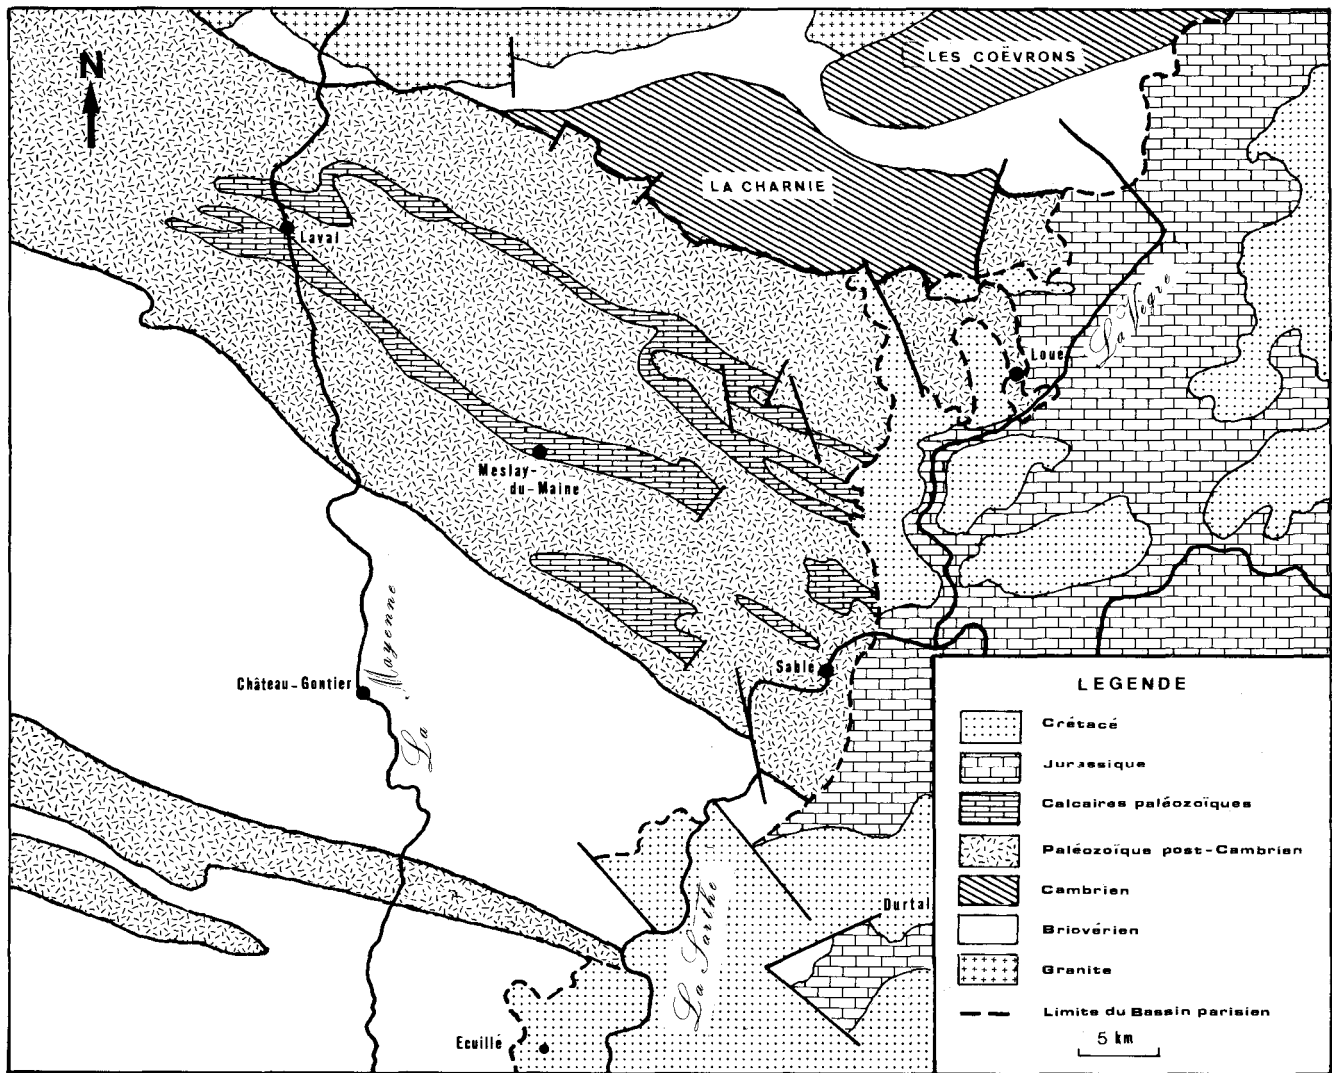 N
LES COËVRONS
LA CHARNIE
Laval
La Vègre
Loué
Meslay-
du-Maine
La Mayenne
Sablé
Château-Gontier
LEGENDE
Crétacé
Jurassique
Calcaires paléozoïques
Paléozoïque post-Cambrien
Cambrien
Briovérien
Granite
Limite du Bassin parisien
5 km
Durtal
La Sarthe
Ecuillé